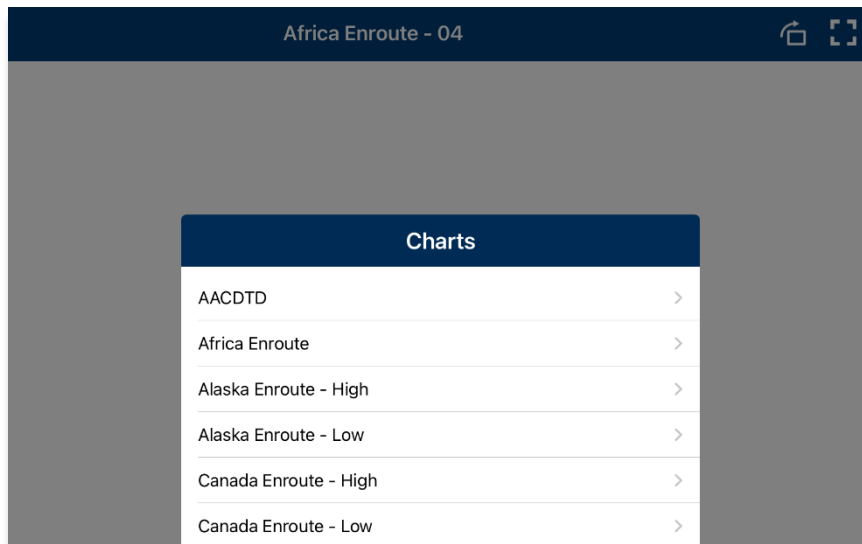 Africa Enroute - 04
Charts
AACDTD
Africa Enroute
Alaska Enroute - High
Alaska Enroute - Low
Canada Enroute - High
Canada Enroute - Low